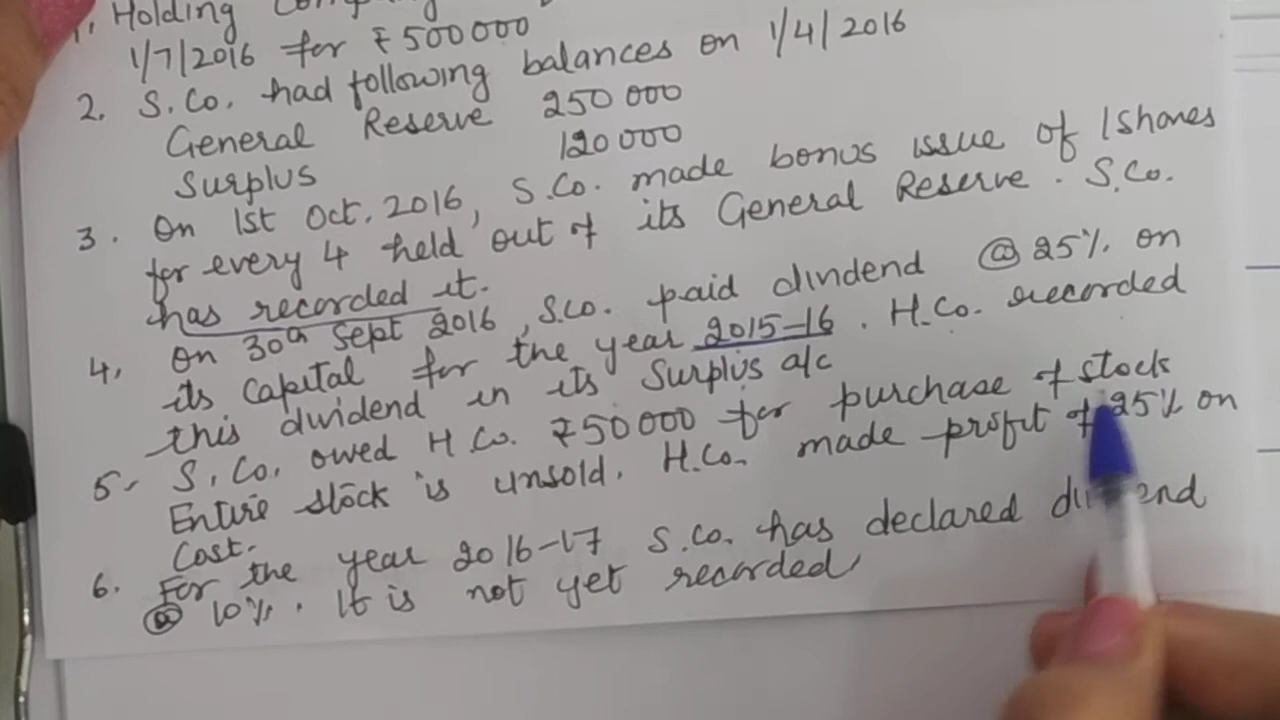 1. Holding
1/7/2016 for ₹500000
2. S.Co. had following balances on 1/4/2016
General Reserve 250000
Surplus 120000
3. On 1st Oct. 2016, S.Co. made bonus issue of 1shares
for every 4 held out of its General Reserve. S.Co.
has recorded it.
4, On 30th Sept 2016, S.Co. paid dividend @25% on
its capital for the year 2015-16. H.Co. recorded
this dividend in its Surplus a/c
5- S.Co. owed H.Co. ₹50000 for purchase of stock
Entire stock is unsold. H.Co. made profit of 25% on
Cost.
6. For the year 2016-17 S.Co. has declared dividend
@ 10%. It is not yet recorded.